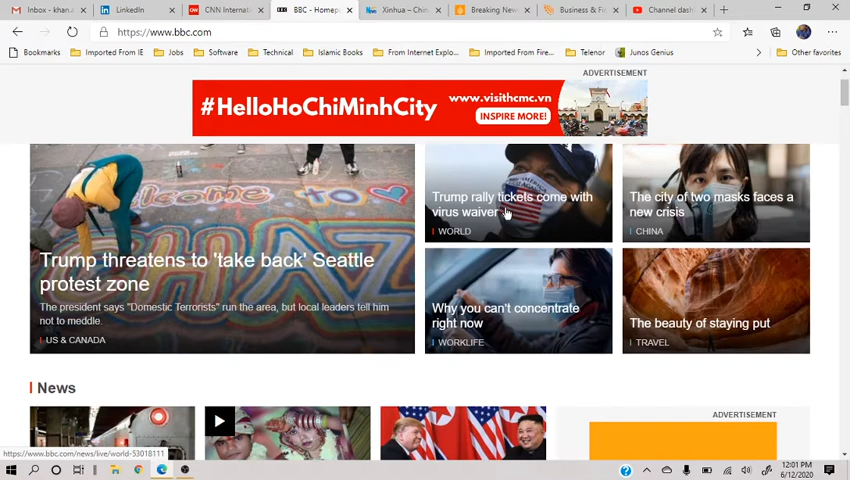 Inbox - khan.a
LinkedIn
CNN Internati
BBC - Homep
Xinhua – Chin
Breaking New
Business & Fi
Channel dash
https://www.bbc.com
Bookmarks
Imported From IE
Jobs
Software
Technical
Islamic Books
From Internet Explo...
Imported From Fire...
Telenor
Junos Genius
Other favorites
ADVERTISEMENT
#HelloHoChiMinhCity
www.visithcmc.vn
INSPIRE MORE!
Welcome to
CHAZ
Trump threatens to 'take back' Seattle
protest zone
The president says "Domestic Terrorists" run the area, but local leaders tell him
not to meddle.
US & CANADA
Trump rally tickets come with
virus waiver
WORLD
The city of two masks faces a
new crisis
CHINA
Why you can't concentrate
right now
WORKLIFE
The beauty of staying put
TRAVEL
News
ADVERTISEMENT
https://www.bbc.com/news/live/world-53018111
12:01 PM
6/12/2020